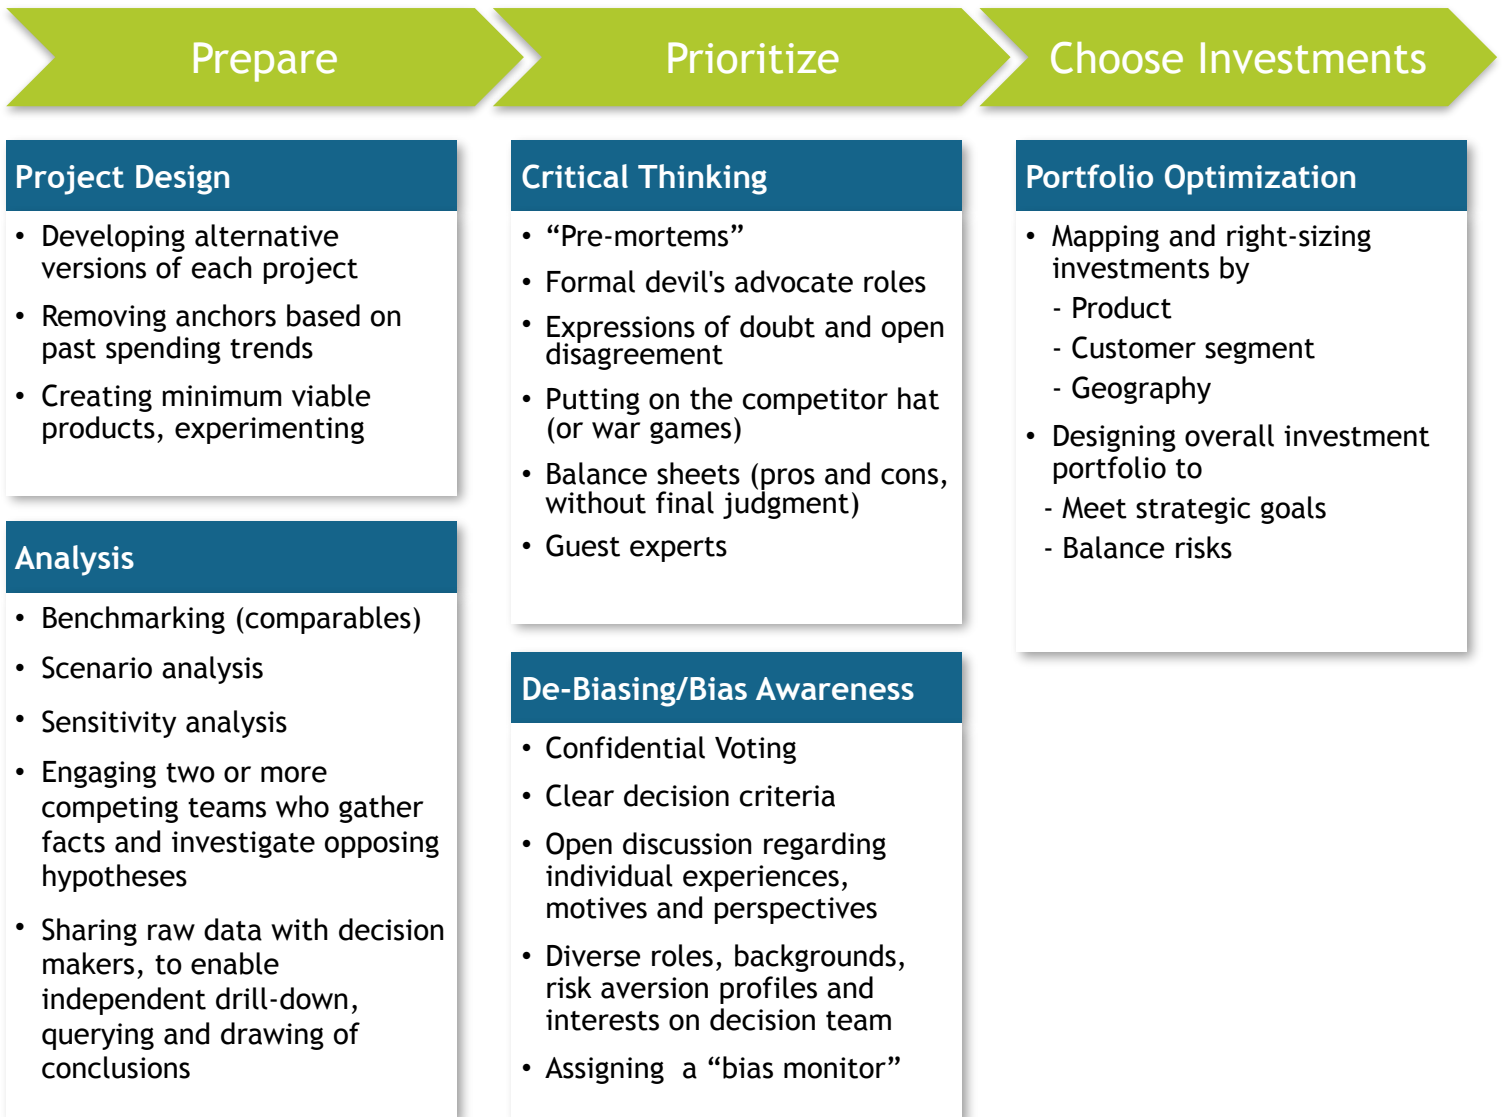 Prepare
Prioritize
Choose Investments
Project Design
• Developing alternative
versions of each project
• Removing anchors based on
past spending trends
• Creating minimum viable
products, experimenting
Analysis
• Benchmarking (comparables)
• Scenario analysis
• Sensitivity analysis
• Engaging two or more
competing teams who gather
facts and investigate opposing
hypotheses
• Sharing raw data with decision
makers, to enable
independent drill-down,
querying and drawing of
conclusions
Critical Thinking
• “Pre-mortems”
• Formal devil's advocate roles
• Expressions of doubt and open
disagreement
• Putting on the competitor hat
(or war games)
• Balance sheets (pros and cons,
without final judgment)
• Guest experts
De-Biasing/Bias Awareness
• Confidential Voting
• Clear decision criteria
• Open discussion regarding
individual experiences,
motives and perspectives
• Diverse roles, backgrounds,
risk aversion profiles and
interests on decision team
• Assigning  a “bias monitor”
Portfolio Optimization
• Mapping and right-sizing
investments by
- Product
- Customer segment
- Geography
• Designing overall investment
portfolio to
- Meet strategic goals
- Balance risks